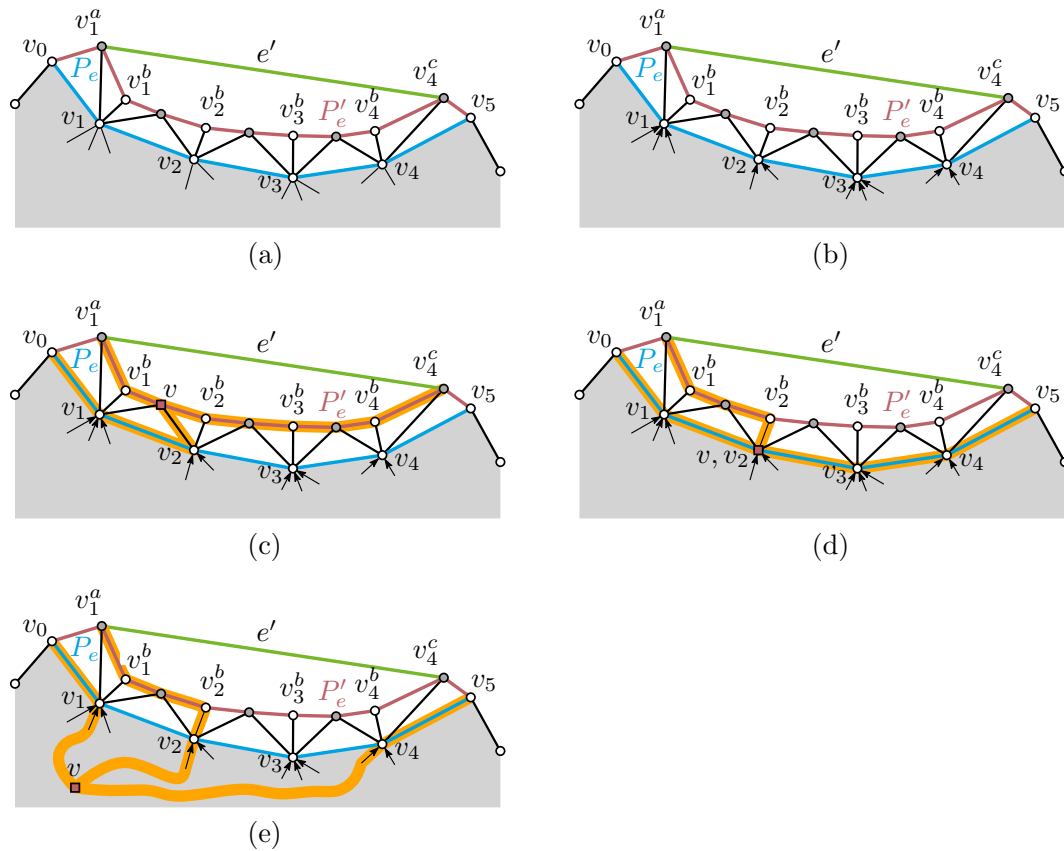 v_1^a v_0 P_e v_1^b v_1 v_2^b v_2 e' v_3^b P'_e v_4^b v_3 v_4 v_4^c v_5
(a)
v_1^a v_0 P_e v_1^b v_1 v_2^b v_2 e' v_3^b P'_e v_4^b v_3 v_4 v_4^c v_5
(b)
v_1^a v_0 P_e v_1^b v v_1 v_2^b v_2 e' v_3^b P'_e v_4^b v_3 v_4 v_4^c v_5
(c)
v_1^a v_0 P_e v_1^b v_1 v_2^b v, v_2 e' v_3^b P'_e v_4^b v_3 v_4 v_4^c v_5
(d)
v_1^a v_0 P_e v_1^b v_1 v_2^b v_2 v e' v_3^b P'_e v_4^b v_3 v_4 v_4^c v_5
(e)